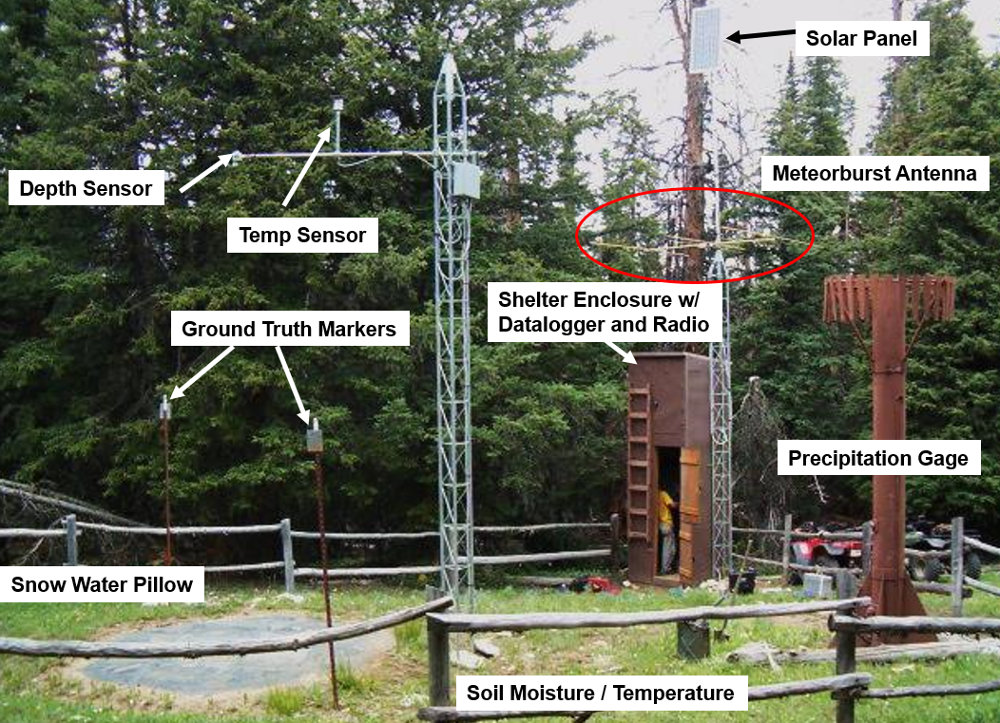 Solar Panel
Meteorburst Antenna
Depth Sensor
Temp Sensor
Shelter Enclosure w/
Datalogger and Radio
Ground Truth Markers
Precipitation Gage
Snow Water Pillow
Soil Moisture / Temperature